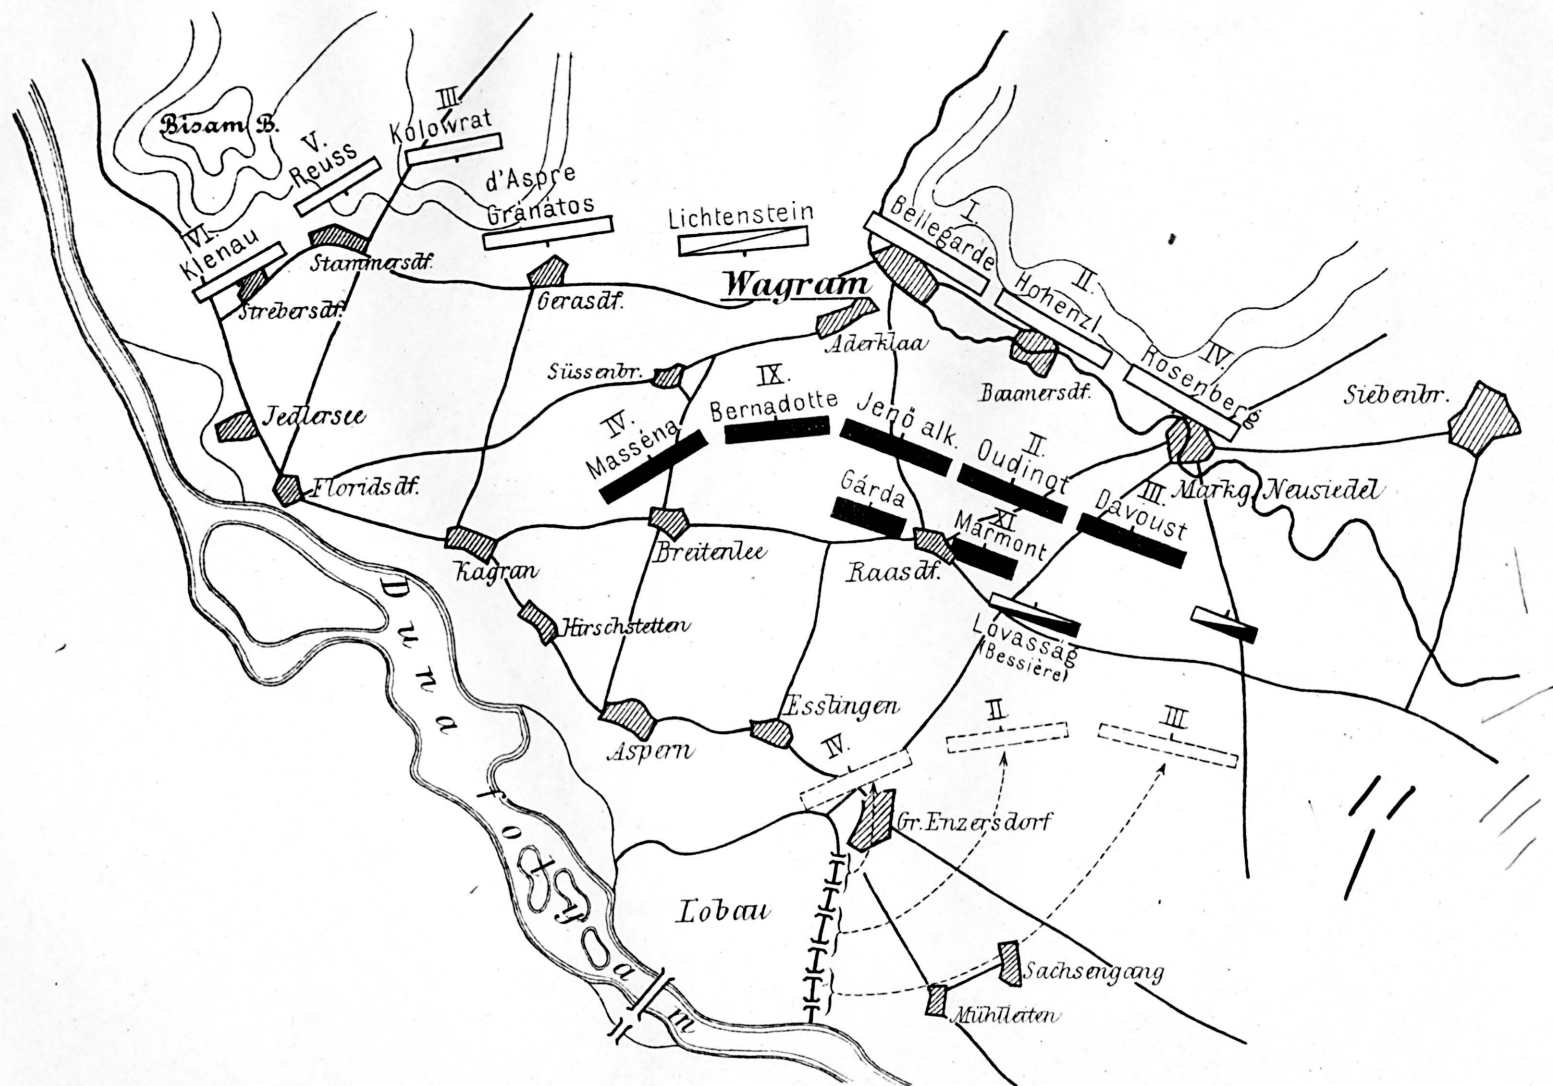 Bisam B.
III.
Kolowrat
V.
Reuss
d'Aspre
Gránátos
Lichtenstein
VI.
Klenau
I.
Bellegarde
Stammersdf.
Strebersdf.
Gerasdf.
Wagram
II.
Hohenzl.
Aderklaa
IV.
Rosenberg
Süssenbr.
IX.
Bernadotte
Baumersdf.
Siebenbr.
Jedlersee
IV.
Masséna
Jenő alk.
II.
Oudinot
Floridsdf.
Gárda
III.
Davoust
Markg. Neusiedel
XI
Marmont
Kagran
Breitenlee
Raasdf.
Hirschstetten
Lovasság
(Bessière)
Duna
Aspern
Esslingen
II
III
IV.
főfolyam
Gr. Enzersdorf
Lobau
Sachsengang
Mühlleiten